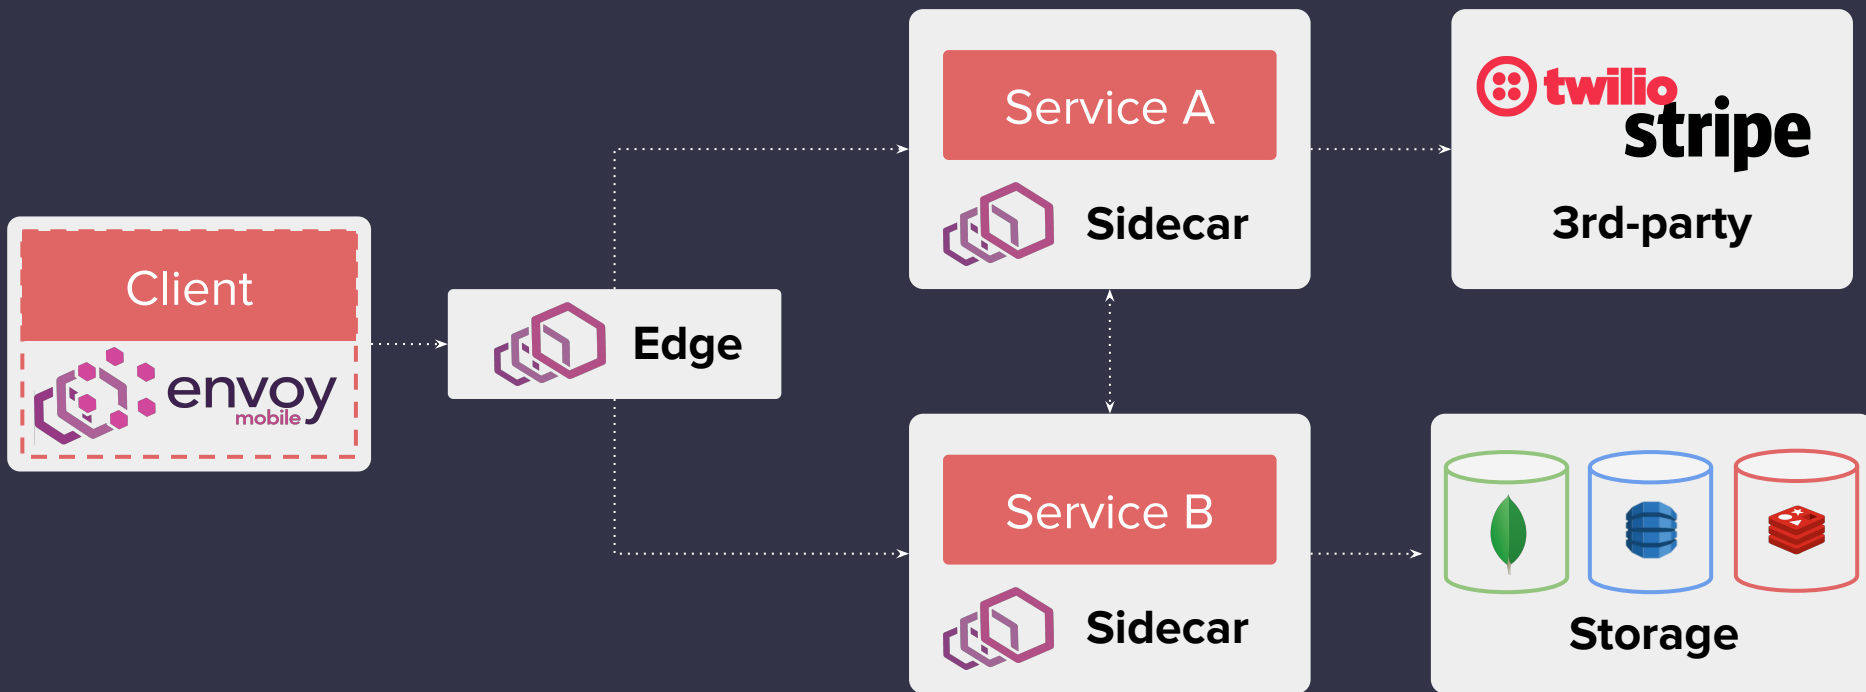 Client
envoy
mobile
Edge
Service A
Sidecar
twilio
stripe
3rd-party
Service B
Sidecar
Storage